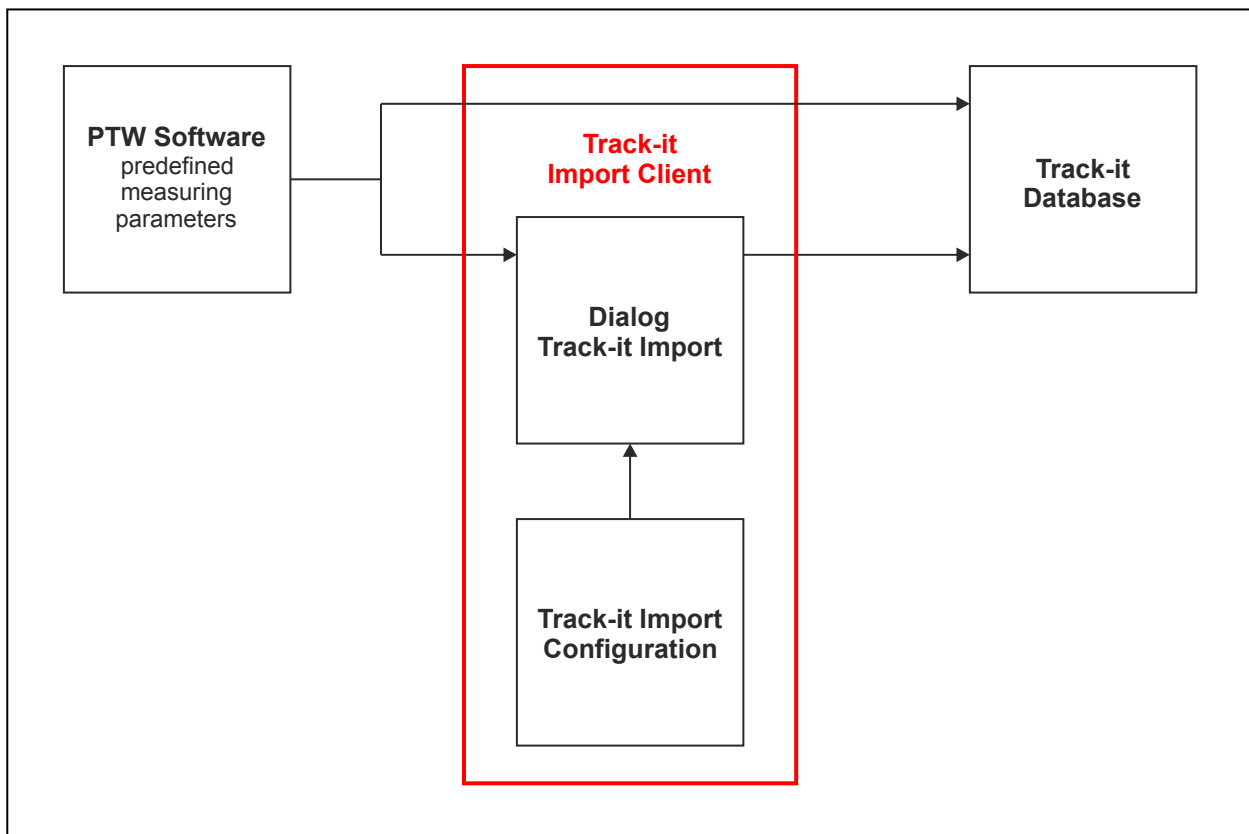 PTW Software
predefined
measuring
parameters
Track-it
Import Client
Track-it
Database
Dialog
Track-it Import
Track-it Import
Configuration